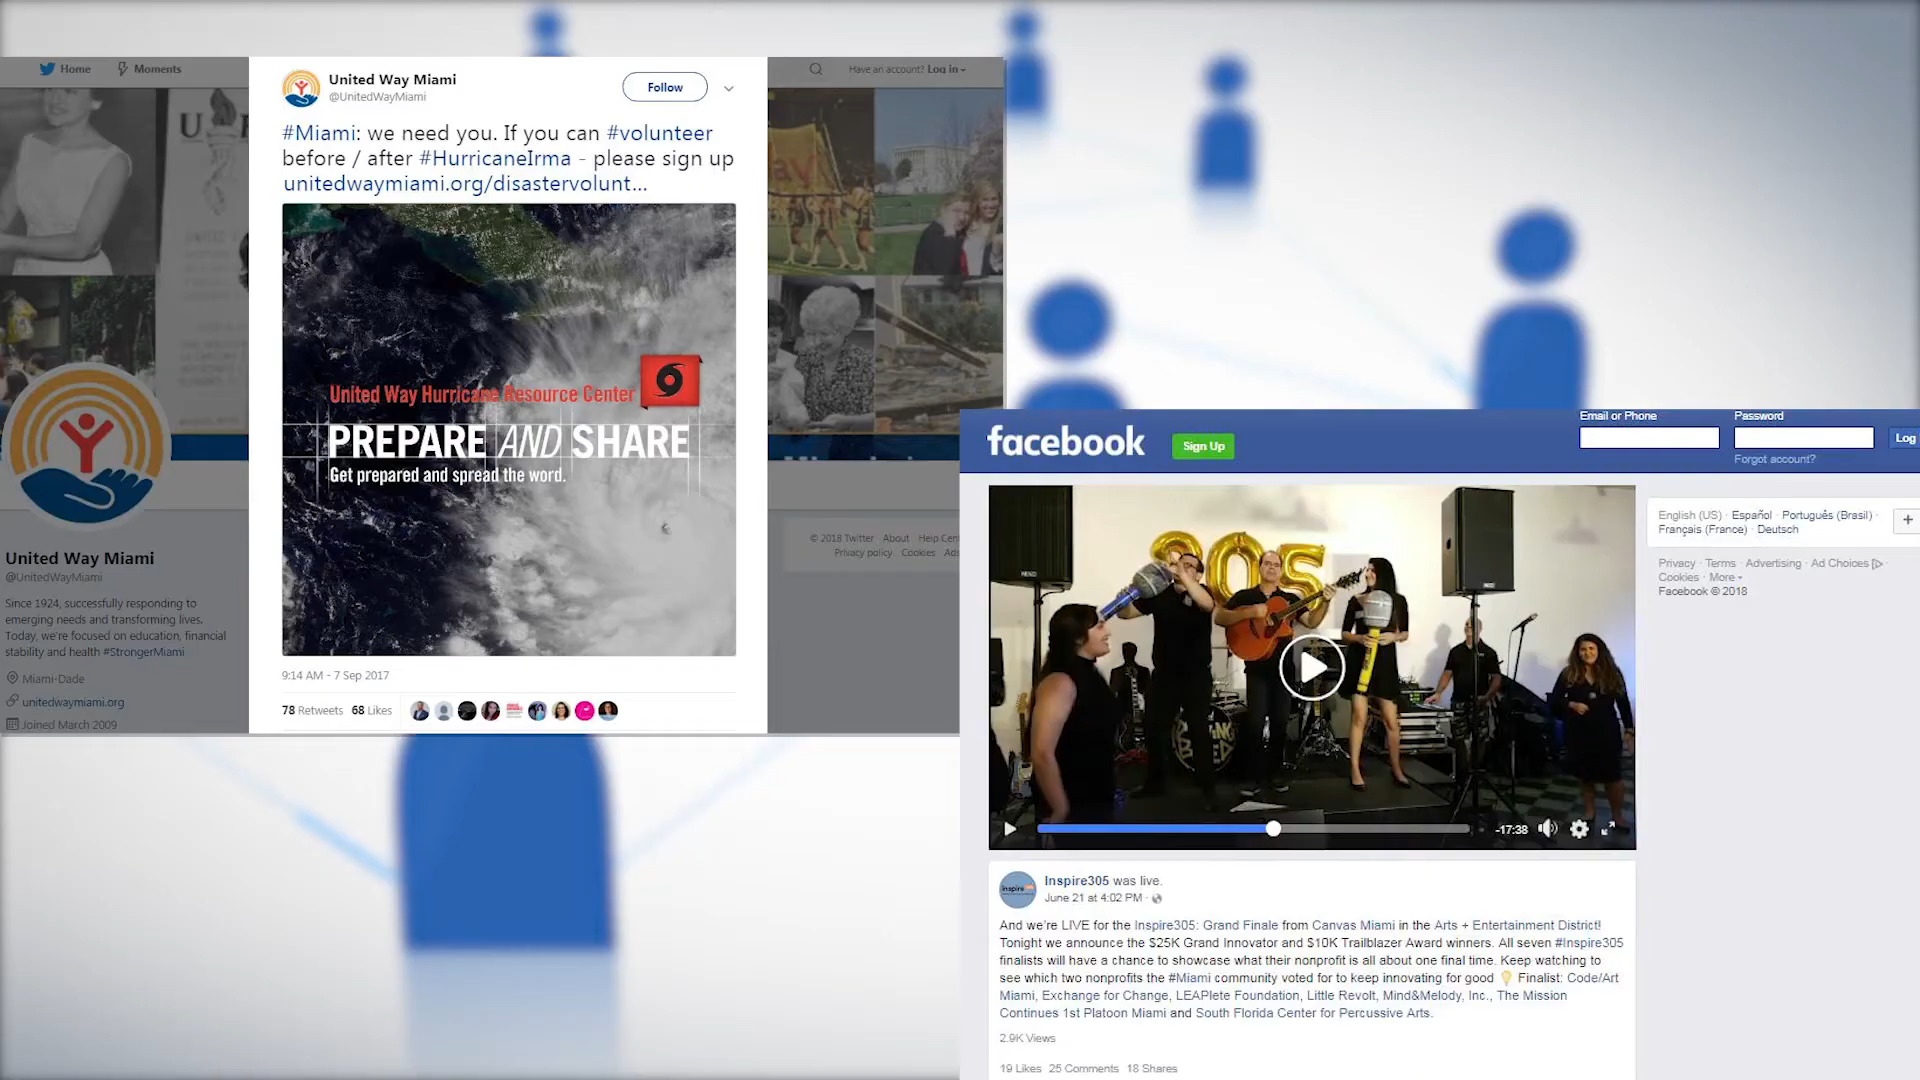 Home
Moments
Have an account? Log in
United Way Miami
@UnitedWayMiami
Follow
#Miami: we need you. If you can #volunteer
before / after #HurricaneIrma - please sign up
unitedwaymiami.org/disastervolunt...
United Way Hurricane Resource Center
PREPARE AND SHARE
Get prepared and spread the word.
9:14 AM - 7 Sep 2017
78 Retweets 68 Likes
United Way Miami
@UnitedWayMiami
Since 1924, successfully responding to
emerging needs and transforming lives.
Today, we're focused on education, financial
stability and health #StrongerMiami
Miami-Dade
unitedwaymiami.org
Joined March 2009
© 2018 Twitter About Help Cen
Privacy policy Cookies Ads
facebook
Sign Up
Email or Phone
Password
Log
Forgot account?
305
-17:38
English (US) · Español · Português (Brasil) ·
Français (France) · Deutsch
+
Privacy · Terms · Advertising · Ad Choices ·
Cookies · More
Facebook © 2018
inspire
Inspire305 was live.
June 21 at 4:02 PM ·
And we're LIVE for the Inspire305: Grand Finale from Canvas Miami in the Arts + Entertainment District!
Tonight we announce the $25K Grand Innovator and $10K Trailblazer Award winners. All seven #Inspire305
finalists will have a chance to showcase what their nonprofit is all about one final time. Keep watching to
see which two nonprofits the #Miami community voted for to keep innovating for good 💡 Finalist: Code/Art
Miami, Exchange for Change, LEAPlete Foundation, Little Revolt, Mind&Melody, Inc., The Mission
Continues 1st Platoon Miami and South Florida Center for Percussive Arts.
2.9K Views
19 Likes 25 Comments 18 Shares